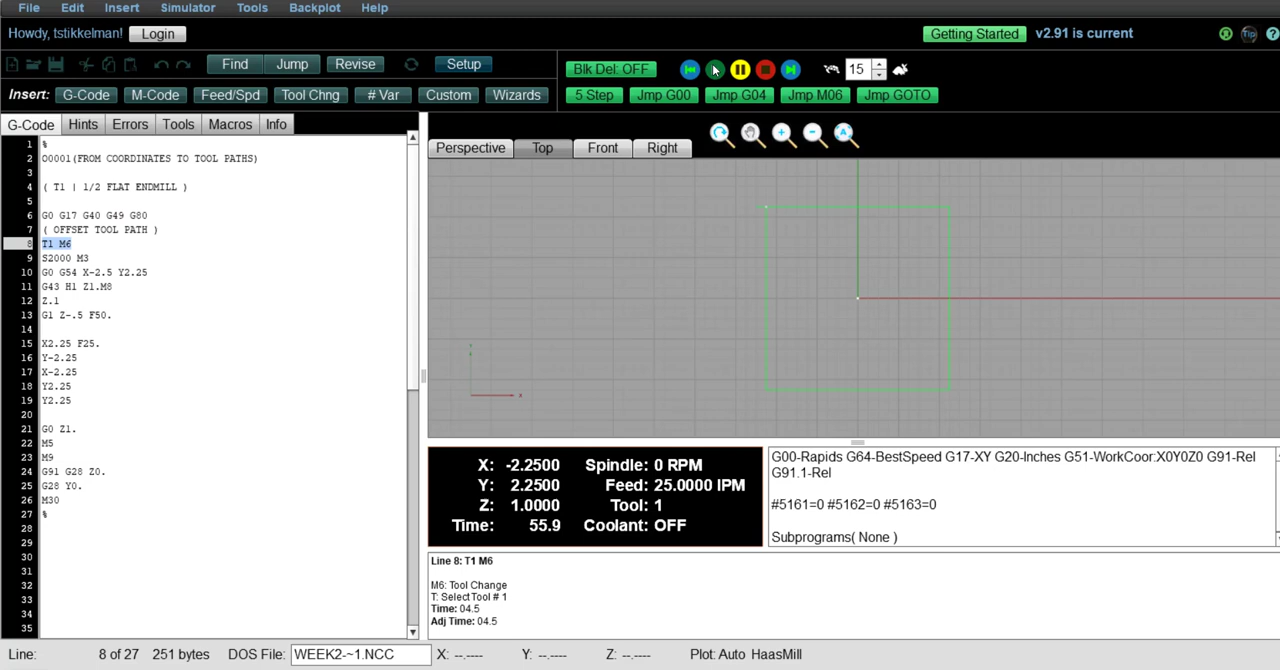 File Edit Insert Simulator Tools Backplot Help
Howdy, tstikkelman! Login Getting Started v2.91 is current Tip ?
Find Jump Revise Setup Blk Del: OFF 15
Insert: G-Code M-Code Feed/Spd Tool Chng # Var Custom Wizards 5 Step Jmp G00 Jmp G04 Jmp M06 Jmp GOTO
G-Code Hints Errors Tools Macros Info
Perspective Top Front Right
1 %
2 O0001(FROM COORDINATES TO TOOL PATHS)
3
4 ( T1 | 1/2 FLAT ENDMILL )
5
6 G0 G17 G40 G49 G80
7 ( OFFSET TOOL PATH )
8 T1 M6
9 S2000 M3
10 G0 G54 X-2.5 Y2.25
11 G43 H1 Z1.M8
12 Z.1
13 G1 Z-.5 F50.
14
15 X2.25 F25.
16 Y-2.25
17 X-2.25
18 Y2.25
19 Y2.25
20
21 G0 Z1.
22 M5
23 M9
24 G91 G28 Z0.
25 G28 Y0.
26 M30
27 %
28
29
30
31
32
33
34
35
Y
X
X: -2.2500 Spindle: 0 RPM
Y: 2.2500 Feed: 25.0000 IPM
Z: 1.0000 Tool: 1
Time: 55.9 Coolant: OFF
G00-Rapids G64-BestSpeed G17-XY G20-Inches G51-WorkCoor:X0Y0Z0 G91-Rel
G91.1-Rel
#5161=0 #5162=0 #5163=0
Subprograms( None )
Line 8: T1 M6
M6: Tool Change
T: Select Tool # 1
Time: 04.5
Adj Time: 04.5
Line: 8 of 27 251 bytes DOS File: WEEK2-~1.NCC X: --.---- Y: --.---- Z: --.---- Plot: Auto HaasMill